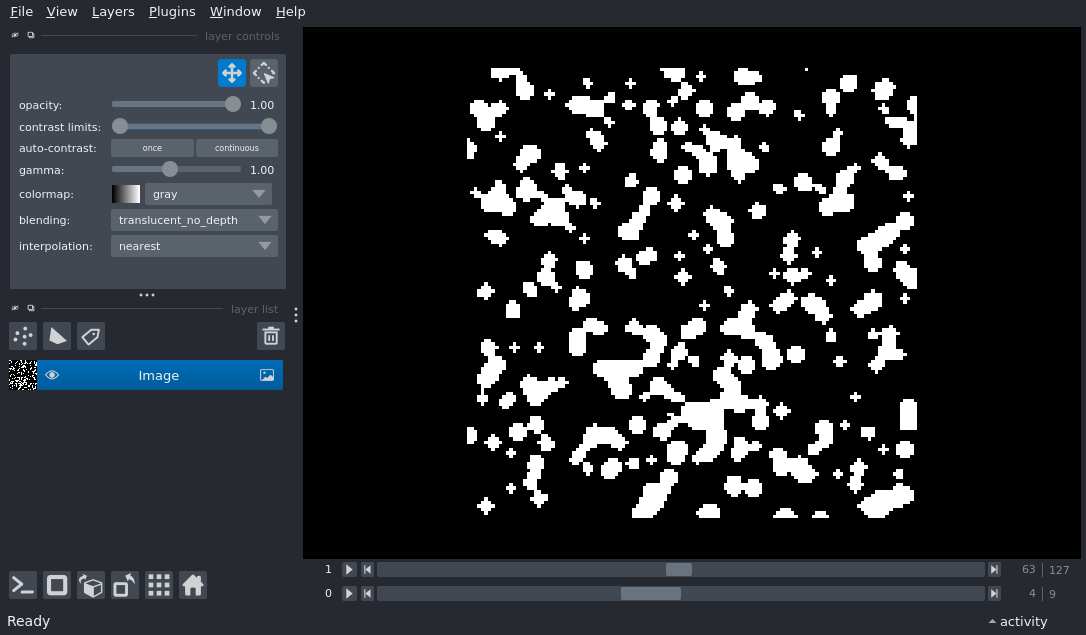 File View Layers Plugins Window Help
layer controls
opacity: 1.00
contrast limits:
auto-contrast: once continuous
gamma: 1.00
colormap: gray
blending: translucent_no_depth
interpolation: nearest
layer list
Image
1 63 127
0 4 9
Ready activity